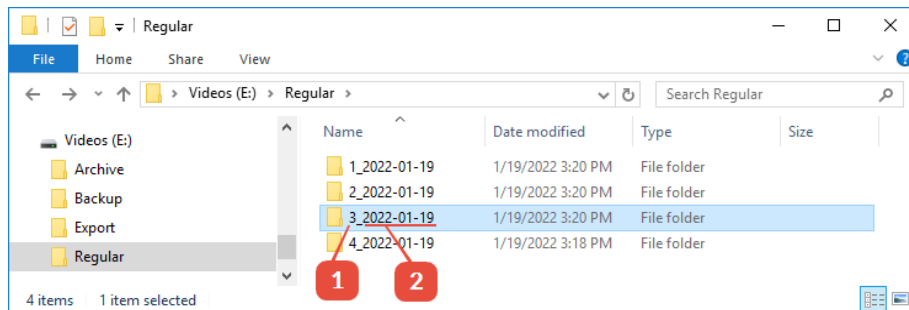 Regular
File Home Share View
Videos (E:) > Regular > Search Regular
Videos (E:)
Archive
Backup
Export
Regular
Name Date modified Type Size
1_2022-01-19 1/19/2022 3:20 PM File folder
2_2022-01-19 1/19/2022 3:20 PM File folder
3_2022-01-19 1/19/2022 3:20 PM File folder
4_2022-01-19 1/19/2022 3:18 PM File folder
1 2
4 items 1 item selected